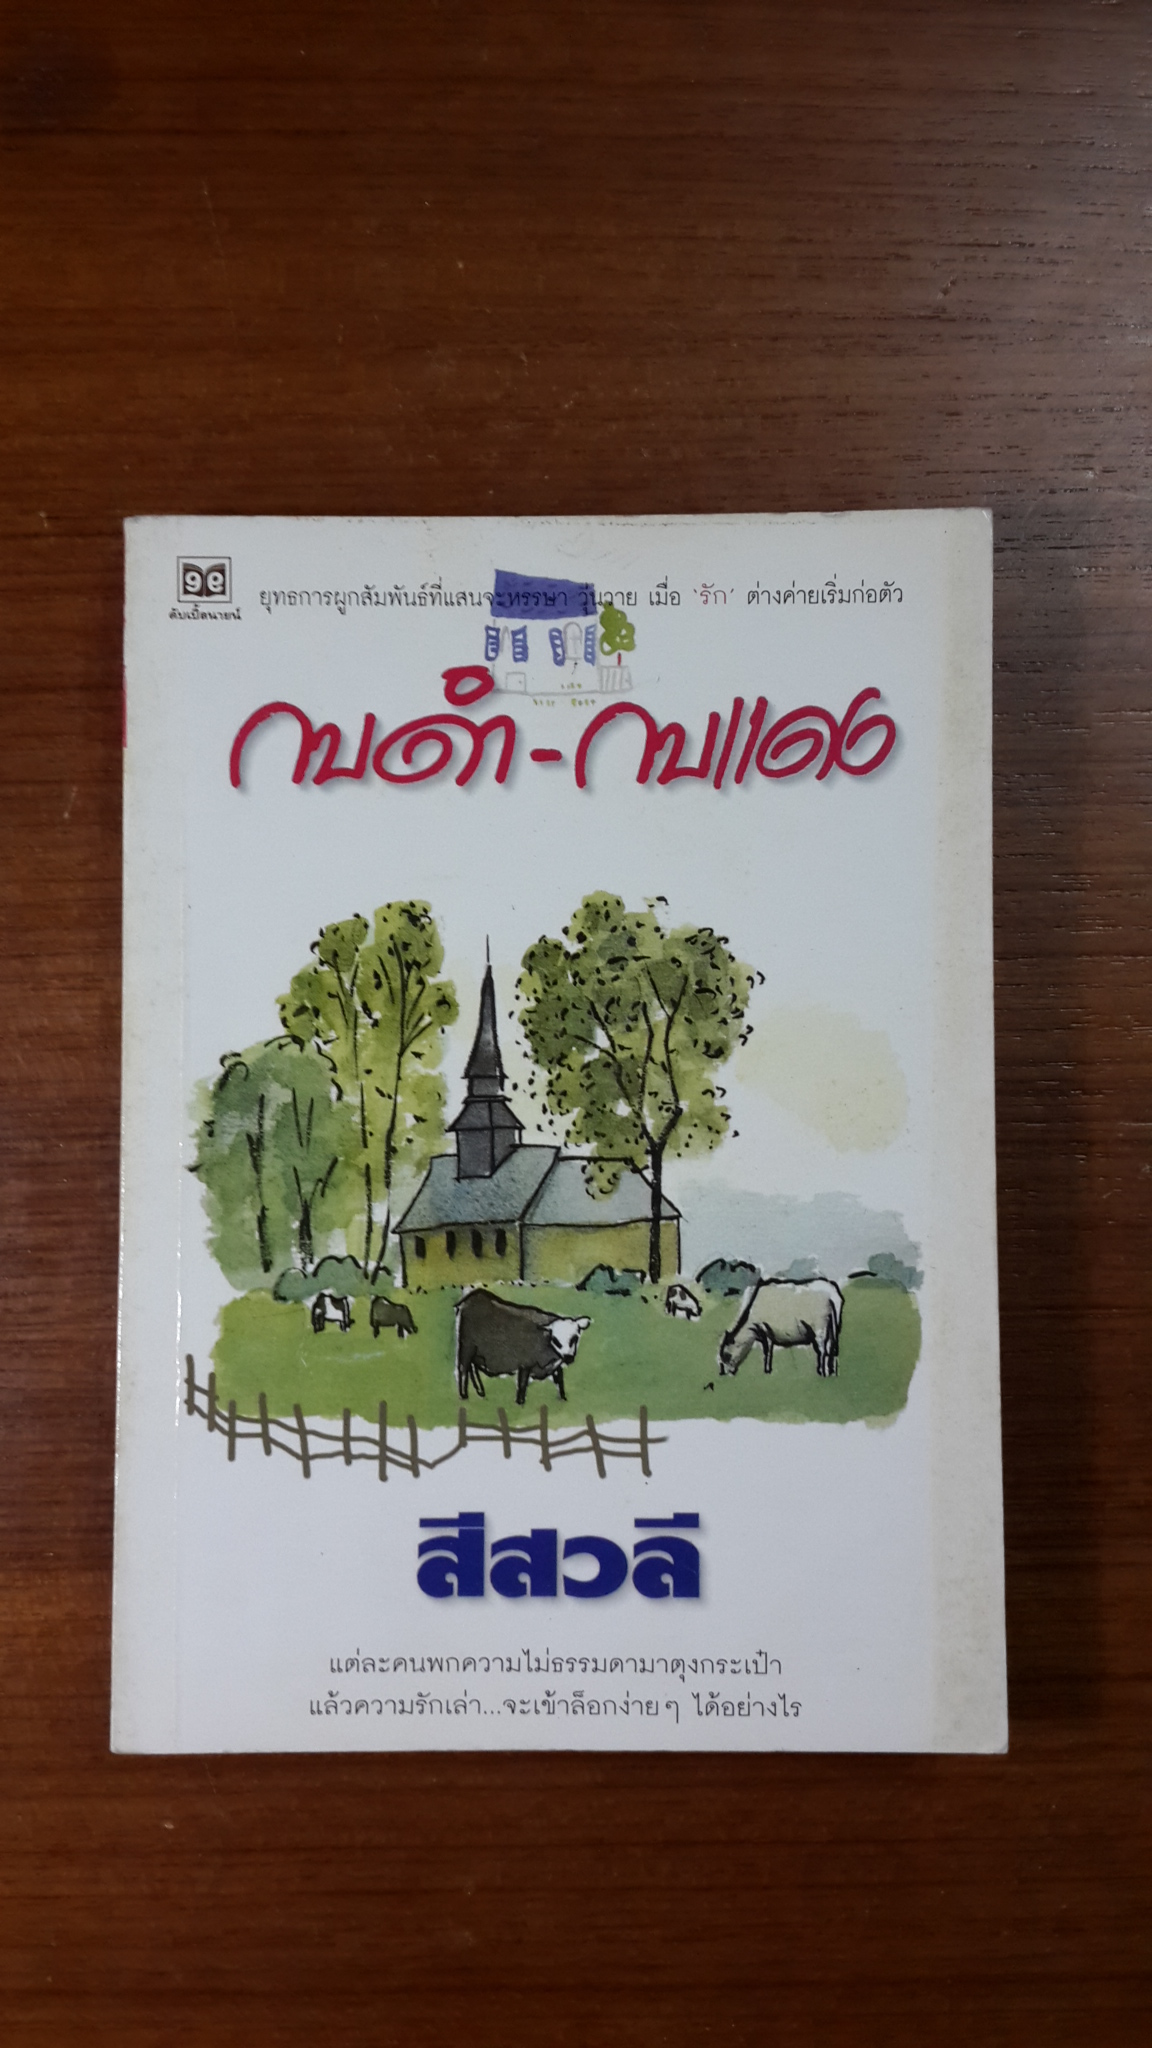 ๑๙
ดับเบิ้ลนายน์
ยุทธการผูกสัมพันธ์ที่แสนจะหรรษา วุ่นวาย เมื่อ ‘รัก’ ต่างค่ายเริ่มก่อตัว
กบดำ-กบแดง
สีสวลี
แต่ละคนพกความไม่ธรรมดามาตุงกระเป๋า
แล้วความรักเล่า...จะเข้าล็อกง่าย ๆ ได้อย่างไร